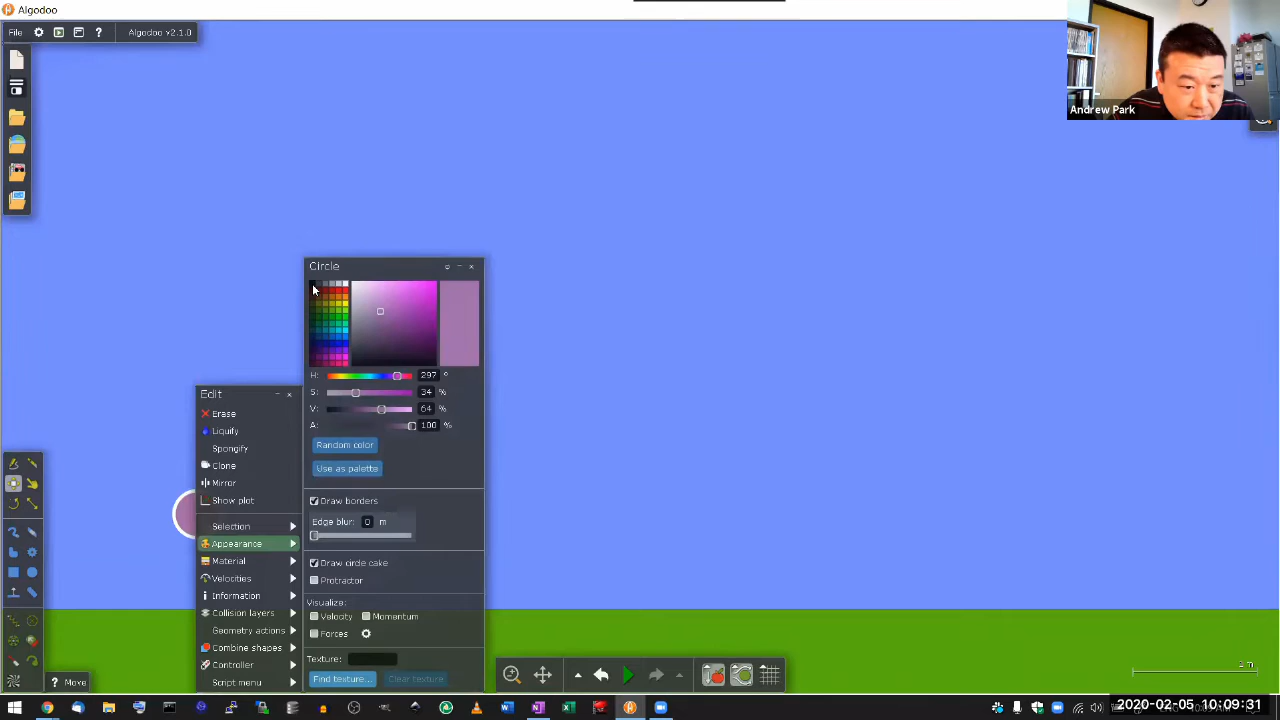 Algodoo
File
?
Algodoo v2.1.0
Andrew Park
Circle
H: 297 °
S: 34 %
V: 64 %
A: 100 %
Random color
Use as palette
Draw borders
Edge blur: 0 m
Draw circle cake
Protractor
Visualize:
Velocity Momentum
Forces
Texture:
Find texture... Clear texture
Edit
Erase
Liquify
Spongify
Clone
Mirror
Show plot
Selection
Appearance
Material
Velocities
Information
Collision layers
Geometry actions
Combine shapes
Controller
Script menu
? Move
1 m
2020-02-05 10:09:31